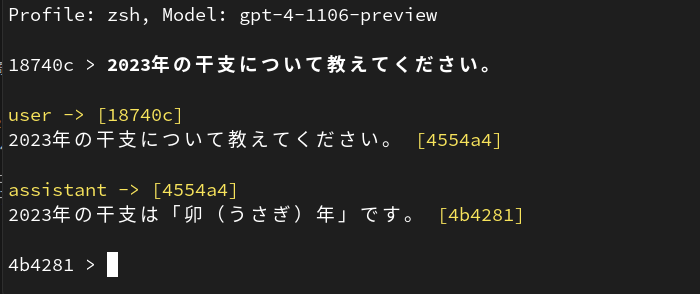 Profile: zsh, Model: gpt-4-1106-preview
18740c > 2023年の干支について教えてください。
user -> [18740c]
2023年の干支について教えてください。 [4554a4]
assistant -> [4554a4]
2023年の干支は「卯（うさぎ）年」です。 [4b4281]
4b4281 >